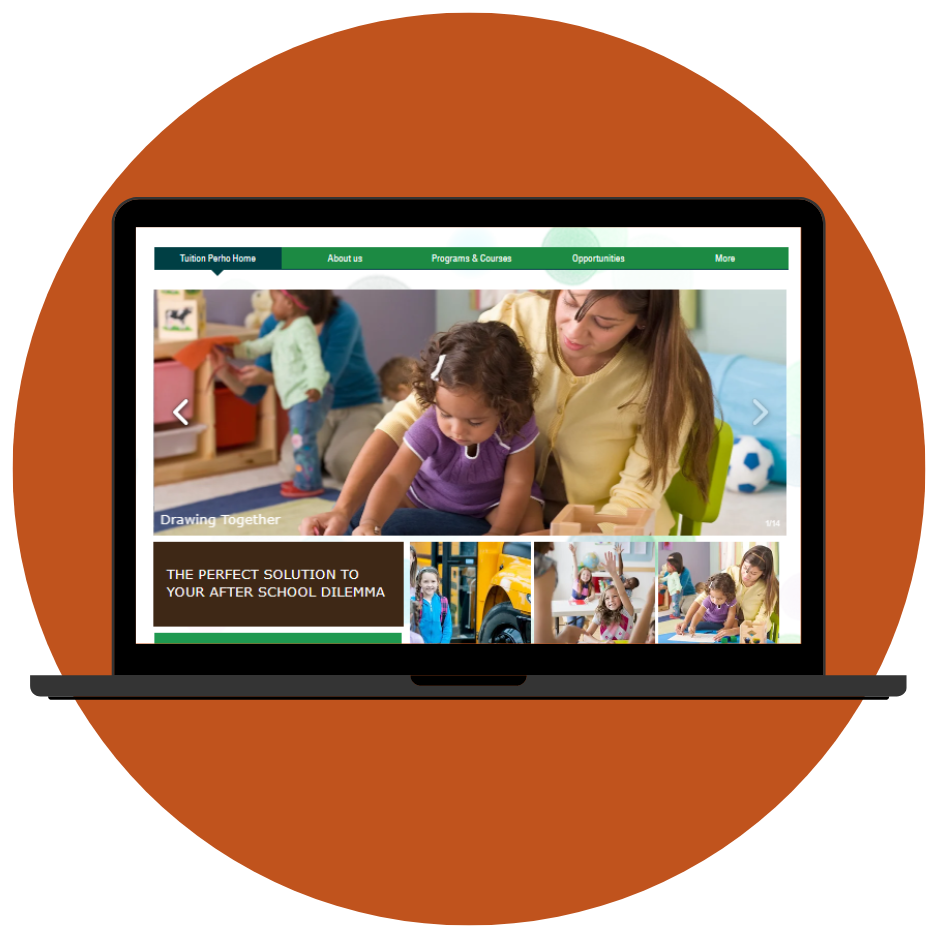 Tuition Perho Home
About us
Programs & Courses
Opportunities
More
Drawing Together
1/14
THE PERFECT SOLUTION TO
YOUR AFTER SCHOOL DILEMMA